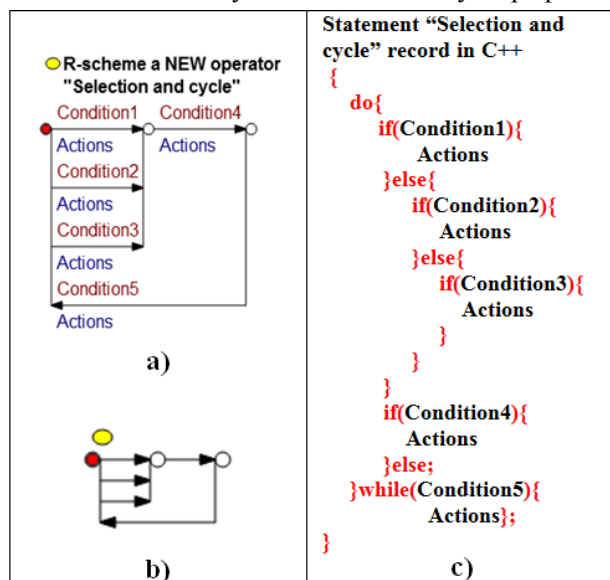 R-scheme a NEW operator
"Selection and cycle"
Condition1 Condition4
Actions Actions
Condition2
Actions
Condition3
Actions
Condition5
Actions
a)
b)
Statement “Selection and
cycle” record in C++
{
do{
if(Condition1){
Actions
}else{
if(Condition2){
Actions
}else{
if(Condition3){
Actions
}
}
}
if(Condition4){
Actions
}else;
}while(Condition5){
Actions};
}
c)